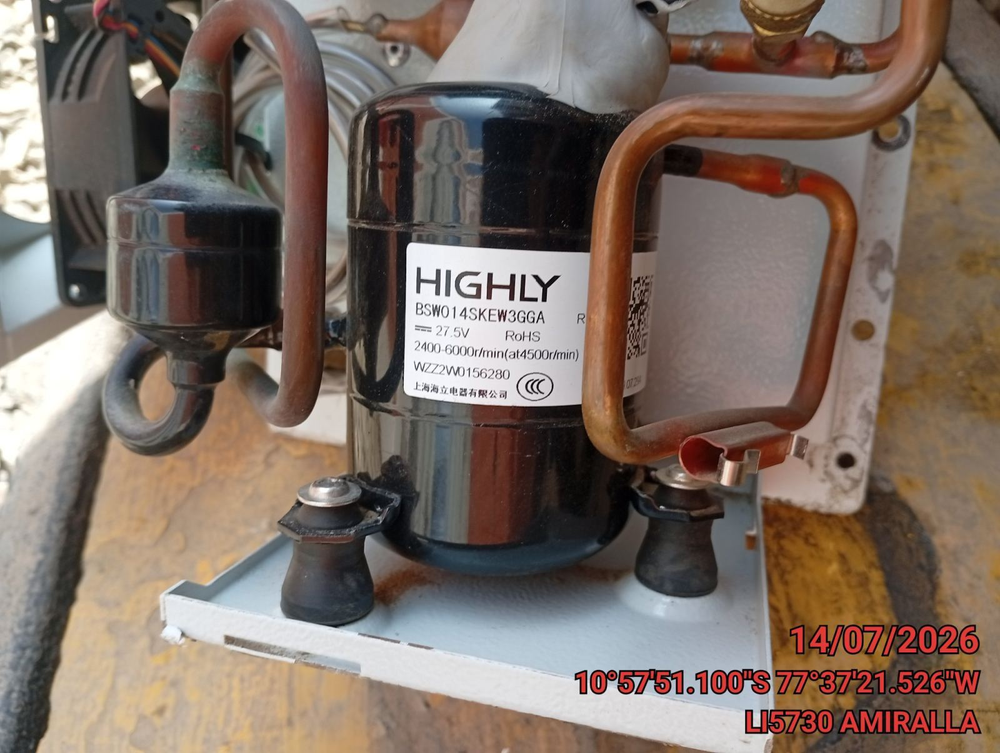 HIGHLY
BSW014SKEW3GGA R
27.5V RoHS
2400-6000r/min(at4500r/min)
WZZ2W0156280
上海海立电器有限公司
CCC
14/07/2026
10°57'51.100"S 77°37'21.526"W
LI5730 AMIRALLA